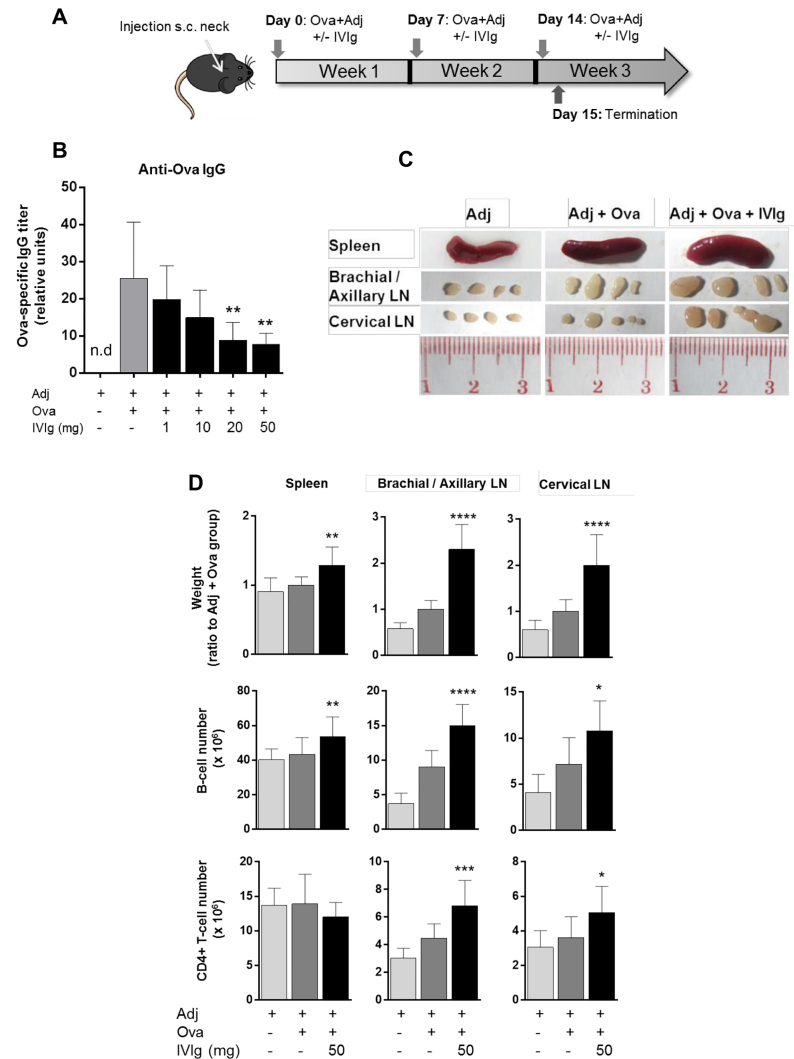 A
Injection s.c. neck
Day 0: Ova+Adj
+/- IVIg
Day 7: Ova+Adj
+/- IVIg
Day 14: Ova+Adj
+/- IVIg
Week 1
Week 2
Week 3
Day 15: Termination
B
Anti-Ova IgG
Ova-specific IgG titer
(relative units)
50
40
30
20
10
0
n.d
**
**
Adj + + + + + +
Ova - + + + + +
IVIg (mg) - - 1 10 20 50
C
Adj
Adj + Ova
Adj + Ova + IVIg
Spleen
Brachial /
Axillary LN
Cervical LN
1 2 3
1 2 3
1 2 3
D
Spleen
Brachial / Axillary LN
Cervical LN
Weight
(ratio to Adj + Ova group)
2
1
0
**
3
2
1
0
****
3
2
1
0
****
B-cell number
(x 10⁶)
80
60
40
20
0
**
20
15
10
5
0
****
15
10
5
0
*
CD4+ T-cell number
(x 10⁶)
20
15
10
5
0
10
8
6
4
2
0
***
8
6
4
2
0
*
Adj + + + + + + + + +
Ova - + + - + + - + +
IVIg (mg) - - 50 - - 50 - - 50